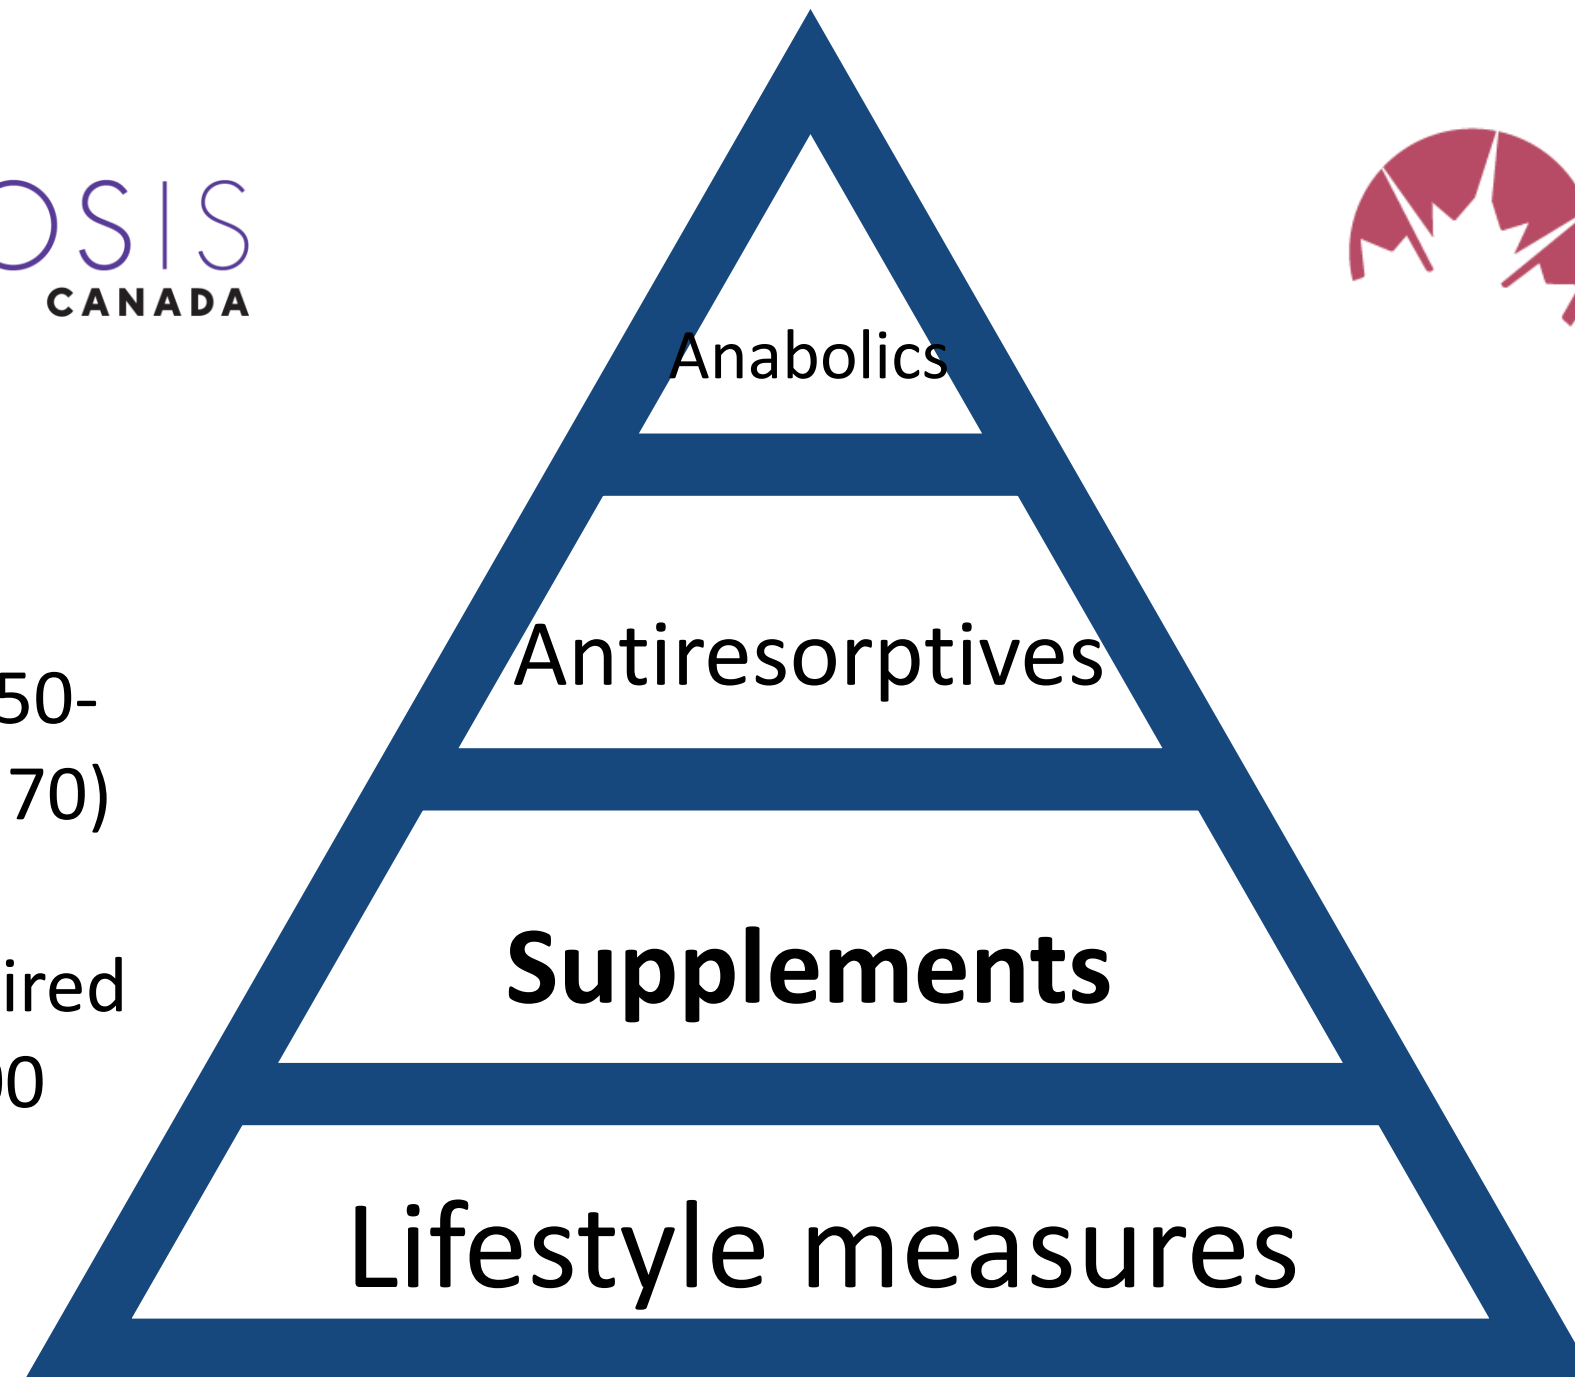 OSIS
CANADA
Anabolics
50-
70)
Antiresorptives
ired
00
Supplements
Lifestyle measures